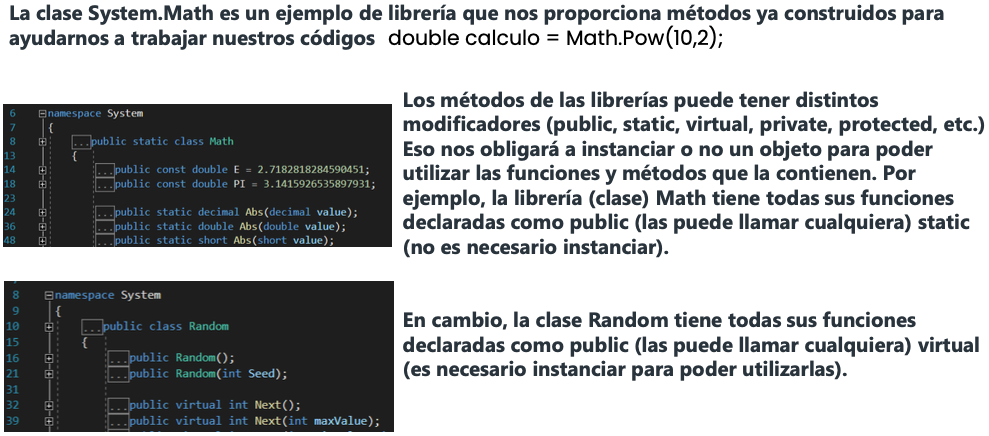 La clase System.Math es un ejemplo de librería que nos proporciona métodos ya construidos para
ayudarnos a trabajar nuestros códigos double calculo = Math.Pow(10,2);
6 namespace System
7 {
8 ...public static class Math
13 {
14 ...public const double E = 2.7182818284590451;
18 ...public const double PI = 3.1415926535897931;
23
24 ...public static decimal Abs(decimal value);
36 ...public static double Abs(double value);
48 ...public static short Abs(short value);
Los métodos de las librerías puede tener distintos
modificadores (public, static, virtual, private, protected, etc.)
Eso nos obligará a instanciar o no un objeto para poder
utilizar las funciones y métodos que la contienen. Por
ejemplo, la librería (clase) Math tiene todas sus funciones
declaradas como public (las puede llamar cualquiera) static
(no es necesario instanciar).
8 namespace System
9 {
10 ...public class Random
15 {
16 ...public Random();
21 ...public Random(int Seed);
31
32 ...public virtual int Next();
39 ...public virtual int Next(int maxValue);
En cambio, la clase Random tiene todas sus funciones
declaradas como public (las puede llamar cualquiera) virtual
(es necesario instanciar para poder utilizarlas).